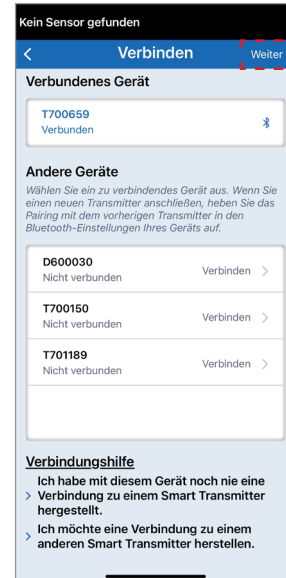 Kein Sensor gefunden
Verbinden
Weiter
Verbundenes Gerät
T700659
Verbunden
Andere Geräte
Wählen Sie ein zu verbindendes Gerät aus. Wenn Sie
einen neuen Transmitter anschließen, heben Sie das
Pairing mit dem vorherigen Transmitter in den
Bluetooth-Einstellungen Ihres Geräts auf.
D600030
Nicht verbunden
Verbinden
T700150
Nicht verbunden
Verbinden
T701189
Nicht verbunden
Verbinden
Verbindungshilfe
Ich habe mit diesem Gerät noch nie eine
Verbindung zu einem Smart Transmitter
hergestellt.
Ich möchte eine Verbindung zu einem
anderen Smart Transmitter herstellen.